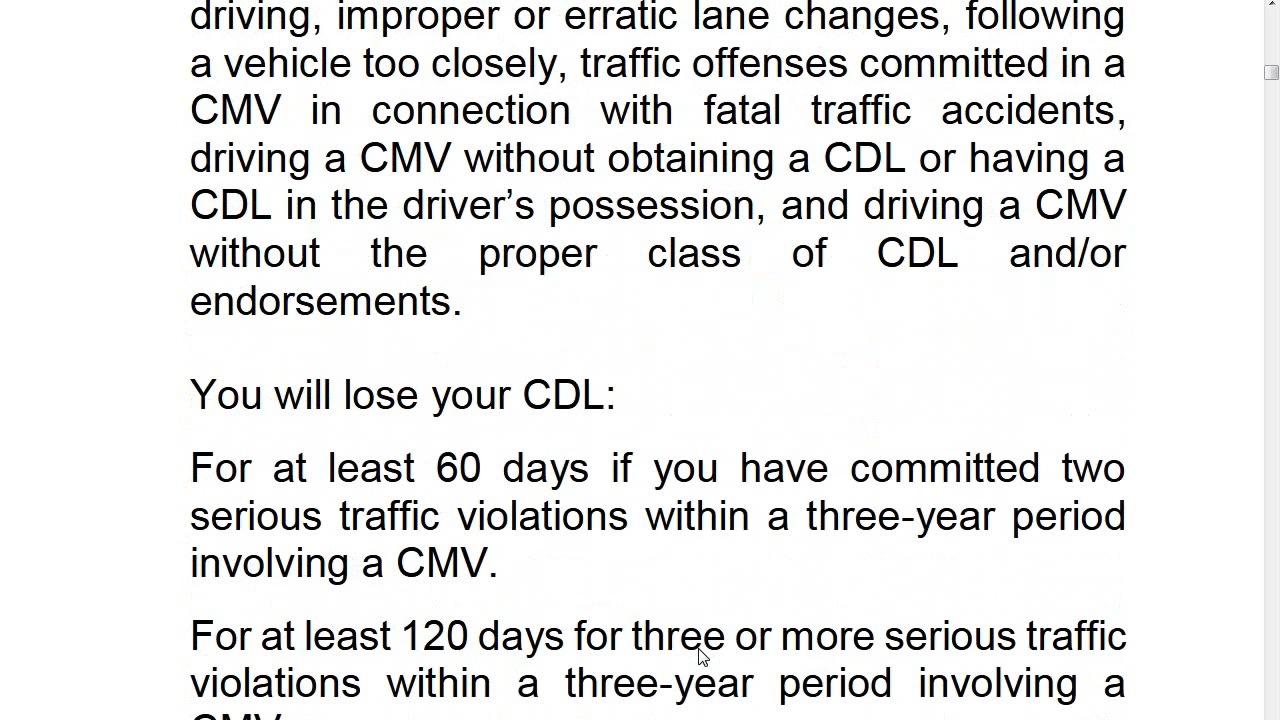 driving, improper or erratic lane changes, following
a vehicle too closely, traffic offenses committed in a
CMV in connection with fatal traffic accidents,
driving a CMV without obtaining a CDL or having a
CDL in the driver’s possession, and driving a CMV
without the proper class of CDL and/or
endorsements.
You will lose your CDL:
For at least 60 days if you have committed two
serious traffic violations within a three-year period
involving a CMV.
For at least 120 days for three or more serious traffic
violations within a three-year period involving a
CMV